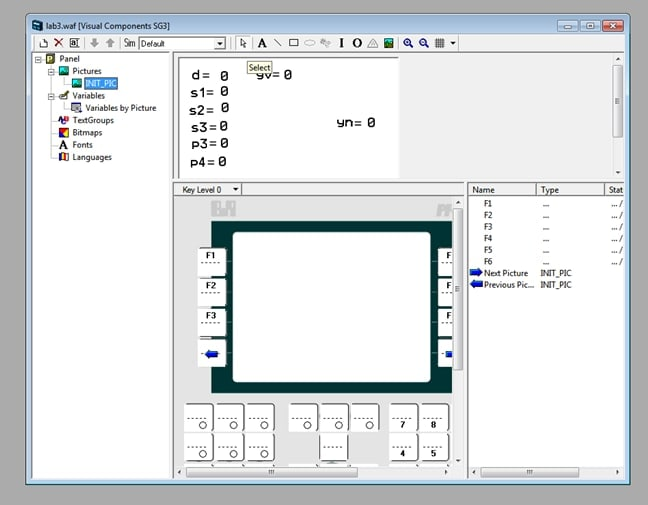 lab3.waf [Visual Components SG3]
Sim Default
A I O
Select
Panel
Pictures
INIT_PIC
Variables
Variables by Picture
TextGroups
Bitmaps
A Fonts
Languages
d= 0 yv= 0
s1= 0
s2= 0
s3= 0 yn= 0
p3= 0
p4= 0
Key Level 0
Name Type Stat
F1 ... ... /
F2 ... ... /
F3 ... ... /
F4 ... ... /
F5 ... ... /
F6 ... ... /
Next Picture INIT_PIC
Previous Pic... INIT_PIC
B&R PP
F1 F
F2 F
F3 F
7 8
4 5